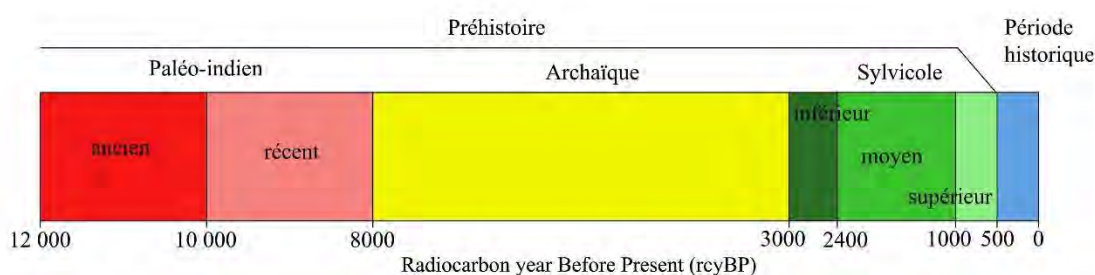 Préhistoire
Période
historique
Paléo-indien
Archaïque
Sylvicole
ancien
récent
inférieur
moyen
supérieur
12 000
10 000
8000
3000
2400
1000
500
0
Radiocarbon year Before Present (rcyBP)